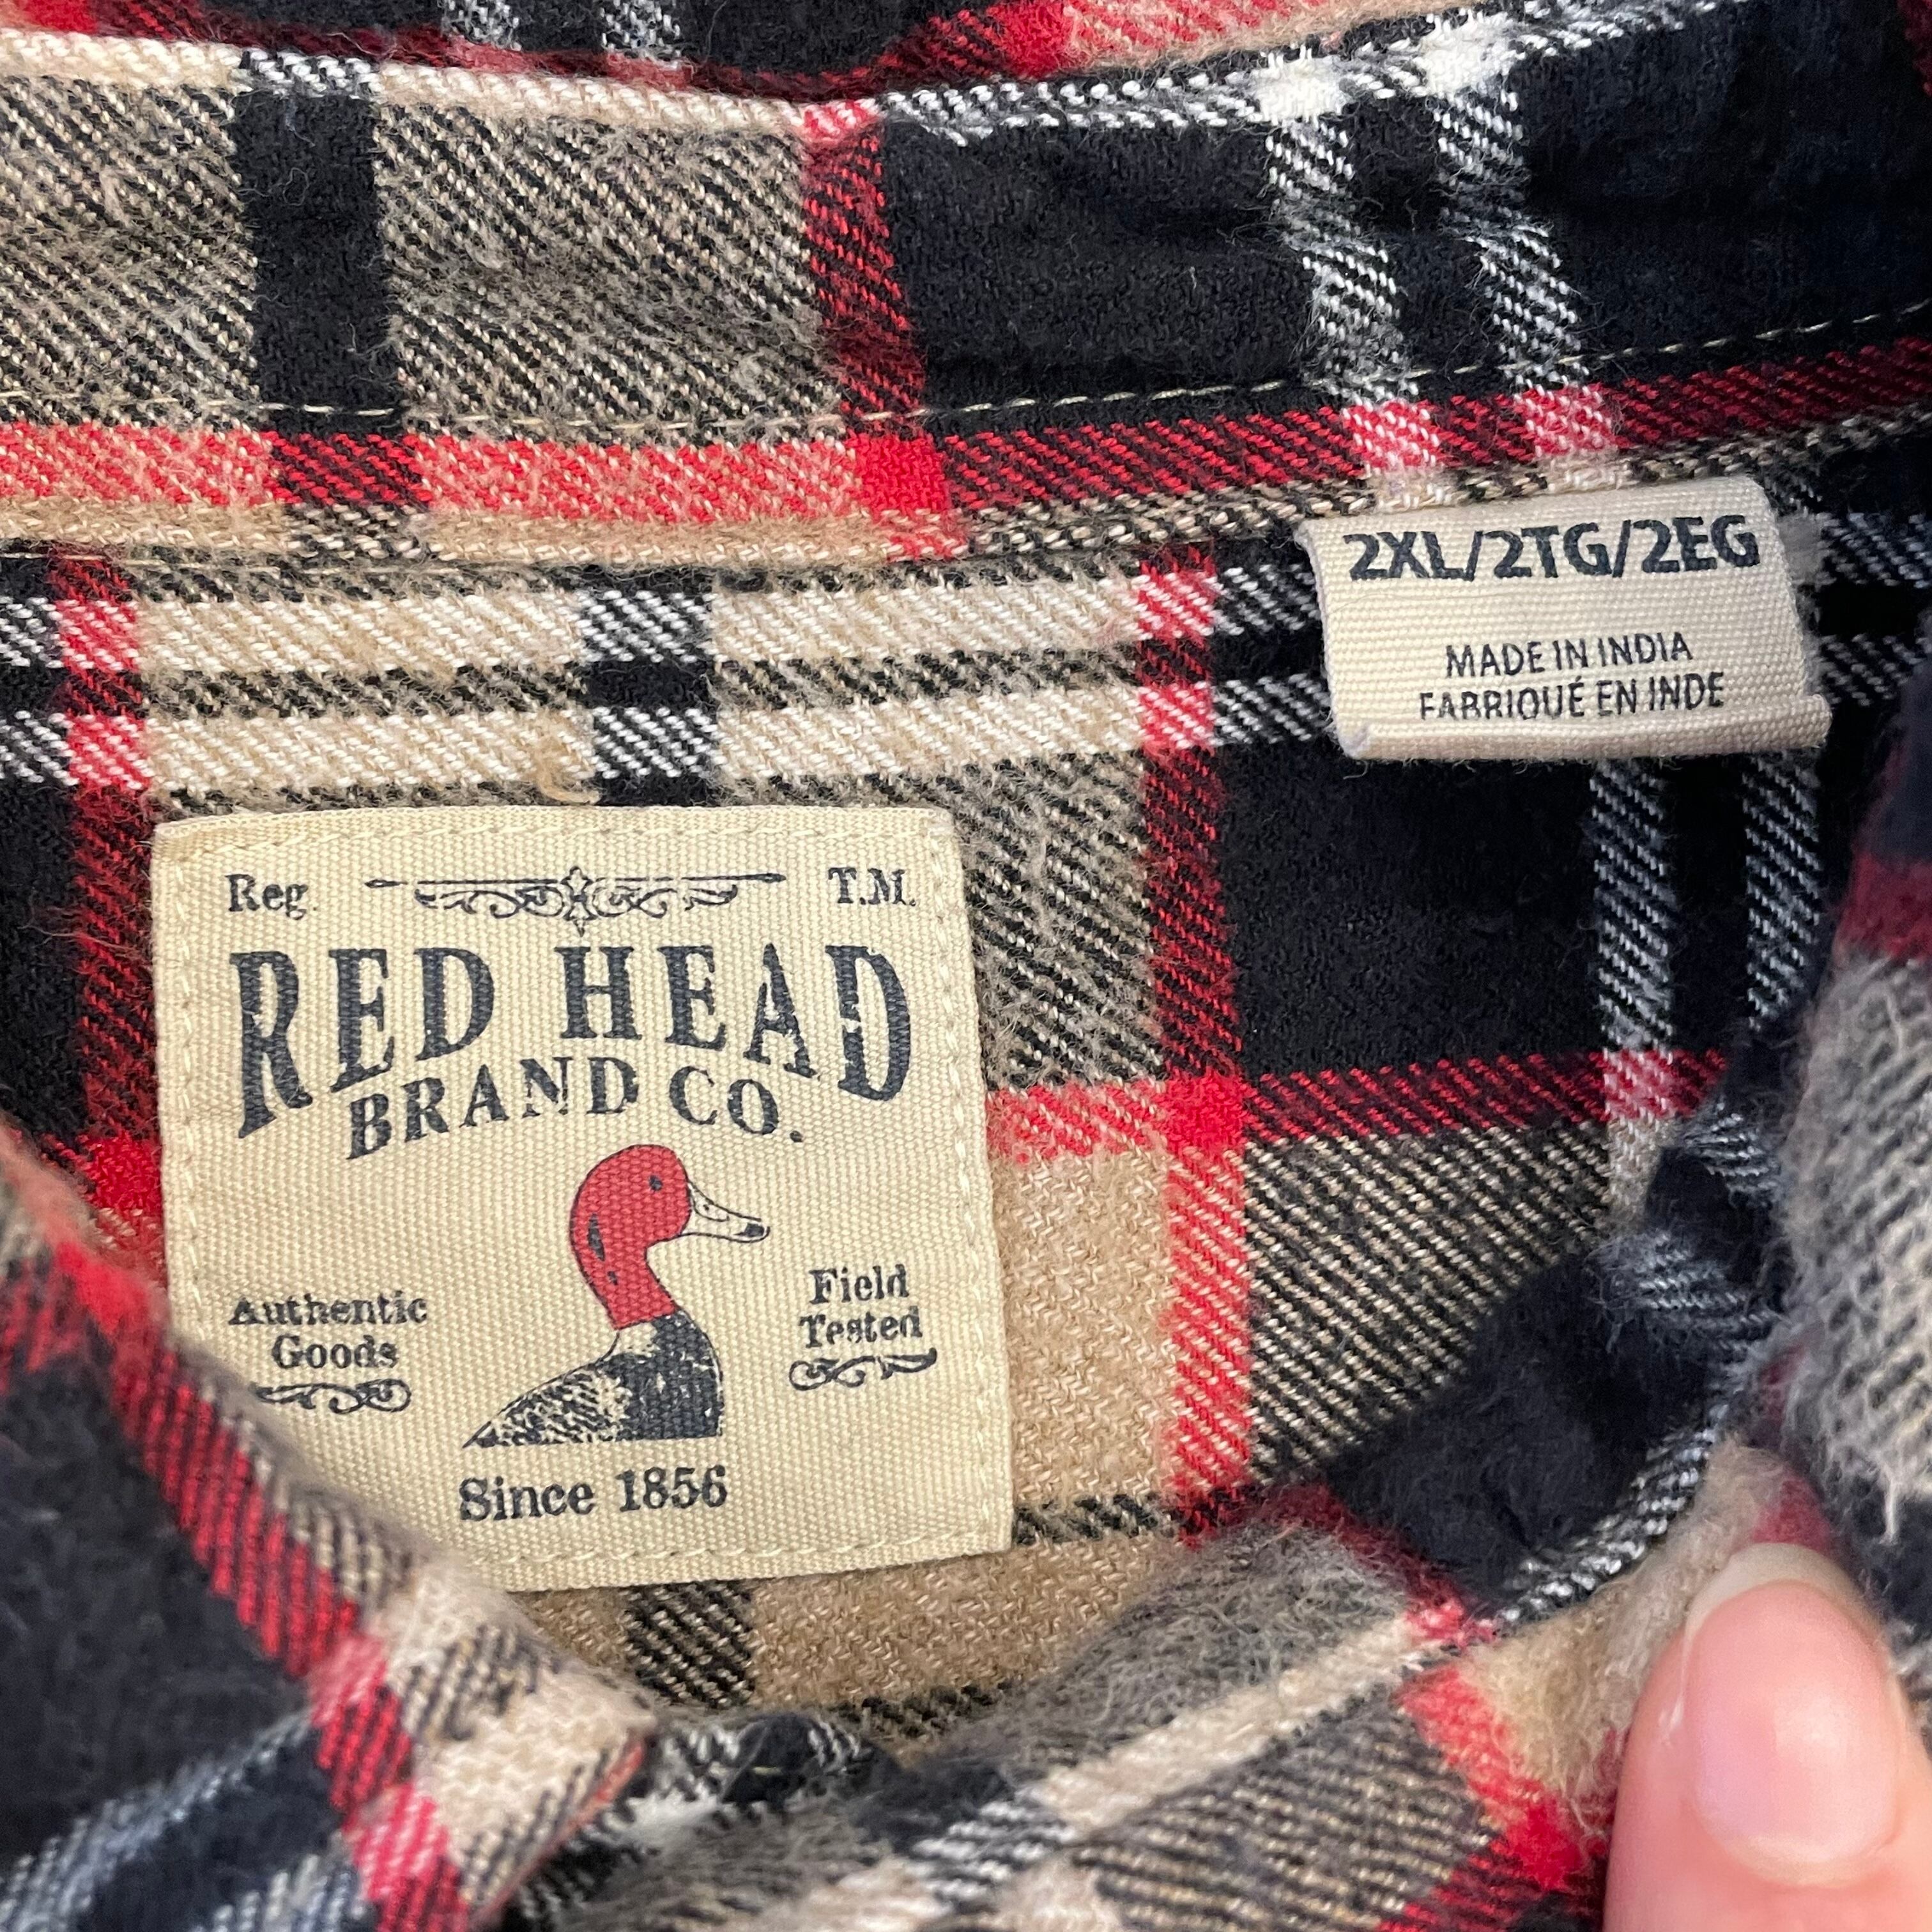 2XL/2TG/2EG
MADE IN INDIA
FABRIQUÉ EN INDE
Reg. T.M.
RED HEAD
BRAND CO.
Authentic
Goods
Field
Tested
Since 1856